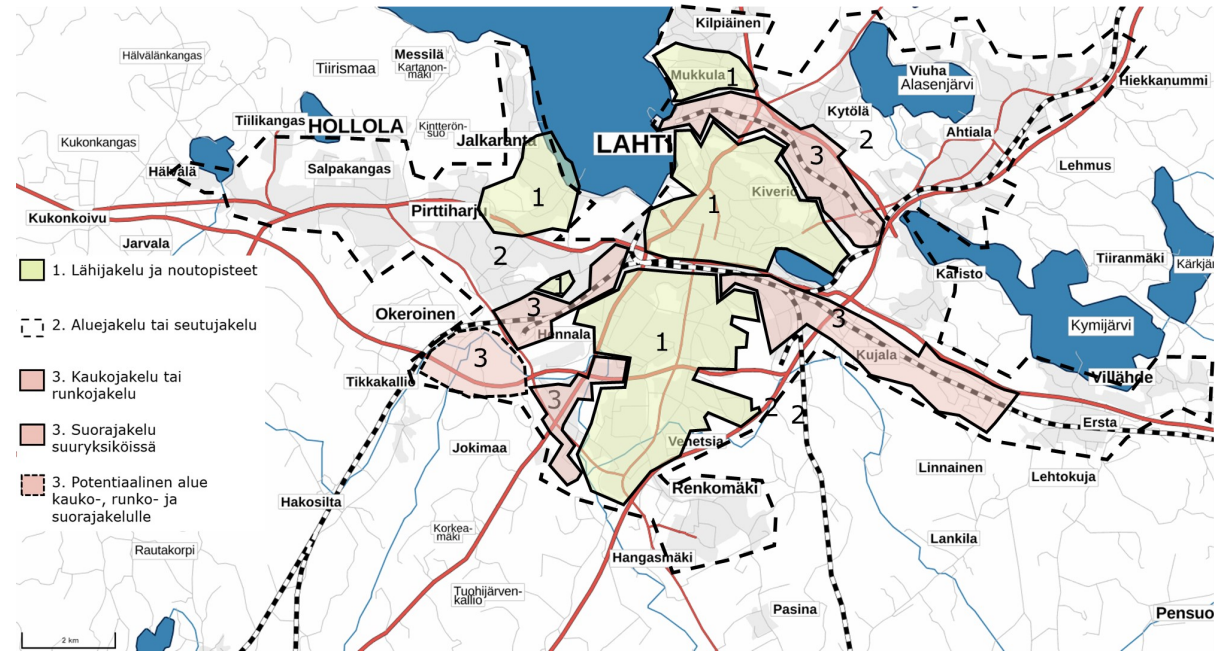 Kilpiäinen
Hälvälänkangas
Messilä
Kartanon-
mäki
Tiirismaa
Mukkula
1
Viuha
Alasenjärvi
Hiekkanummi
Tiilikangas
HOLLOLA
Kintterön-
suo
Kytölä
2
Ahtiala
Kukonkangas
Jalkaranta
LAHTI
3
Lehmus
Hälvälä
Salpakangas
1
Kiverio
1
Kukonkoivu
Pirttiharju
Jarvala
2
Karisto
Tiiranmäki
1. Lähijakelu ja noutopisteet
1
Okeroinen
3
Hennala
3
Kymijärvi
2. Aluejakelu tai seutujakelu
3
1
Kujala
Tikkakallio
Villähde
3. Kaukojakelu tai
runkojakelu
3
2
2
Ersta
3. Suorajakelu
suuryksiköissä
Jokimaa
Venetsia
Linnainen
Lehtokuja
3. Potentiaalinen alue
kauko-, runko- ja
suorajakelulle
Hakosilta
Renkomäki
Korkea-
mäki
Lankila
Rautakorpi
Hangasmäki
Tuohijärven-
kallio
Pasina
2 km